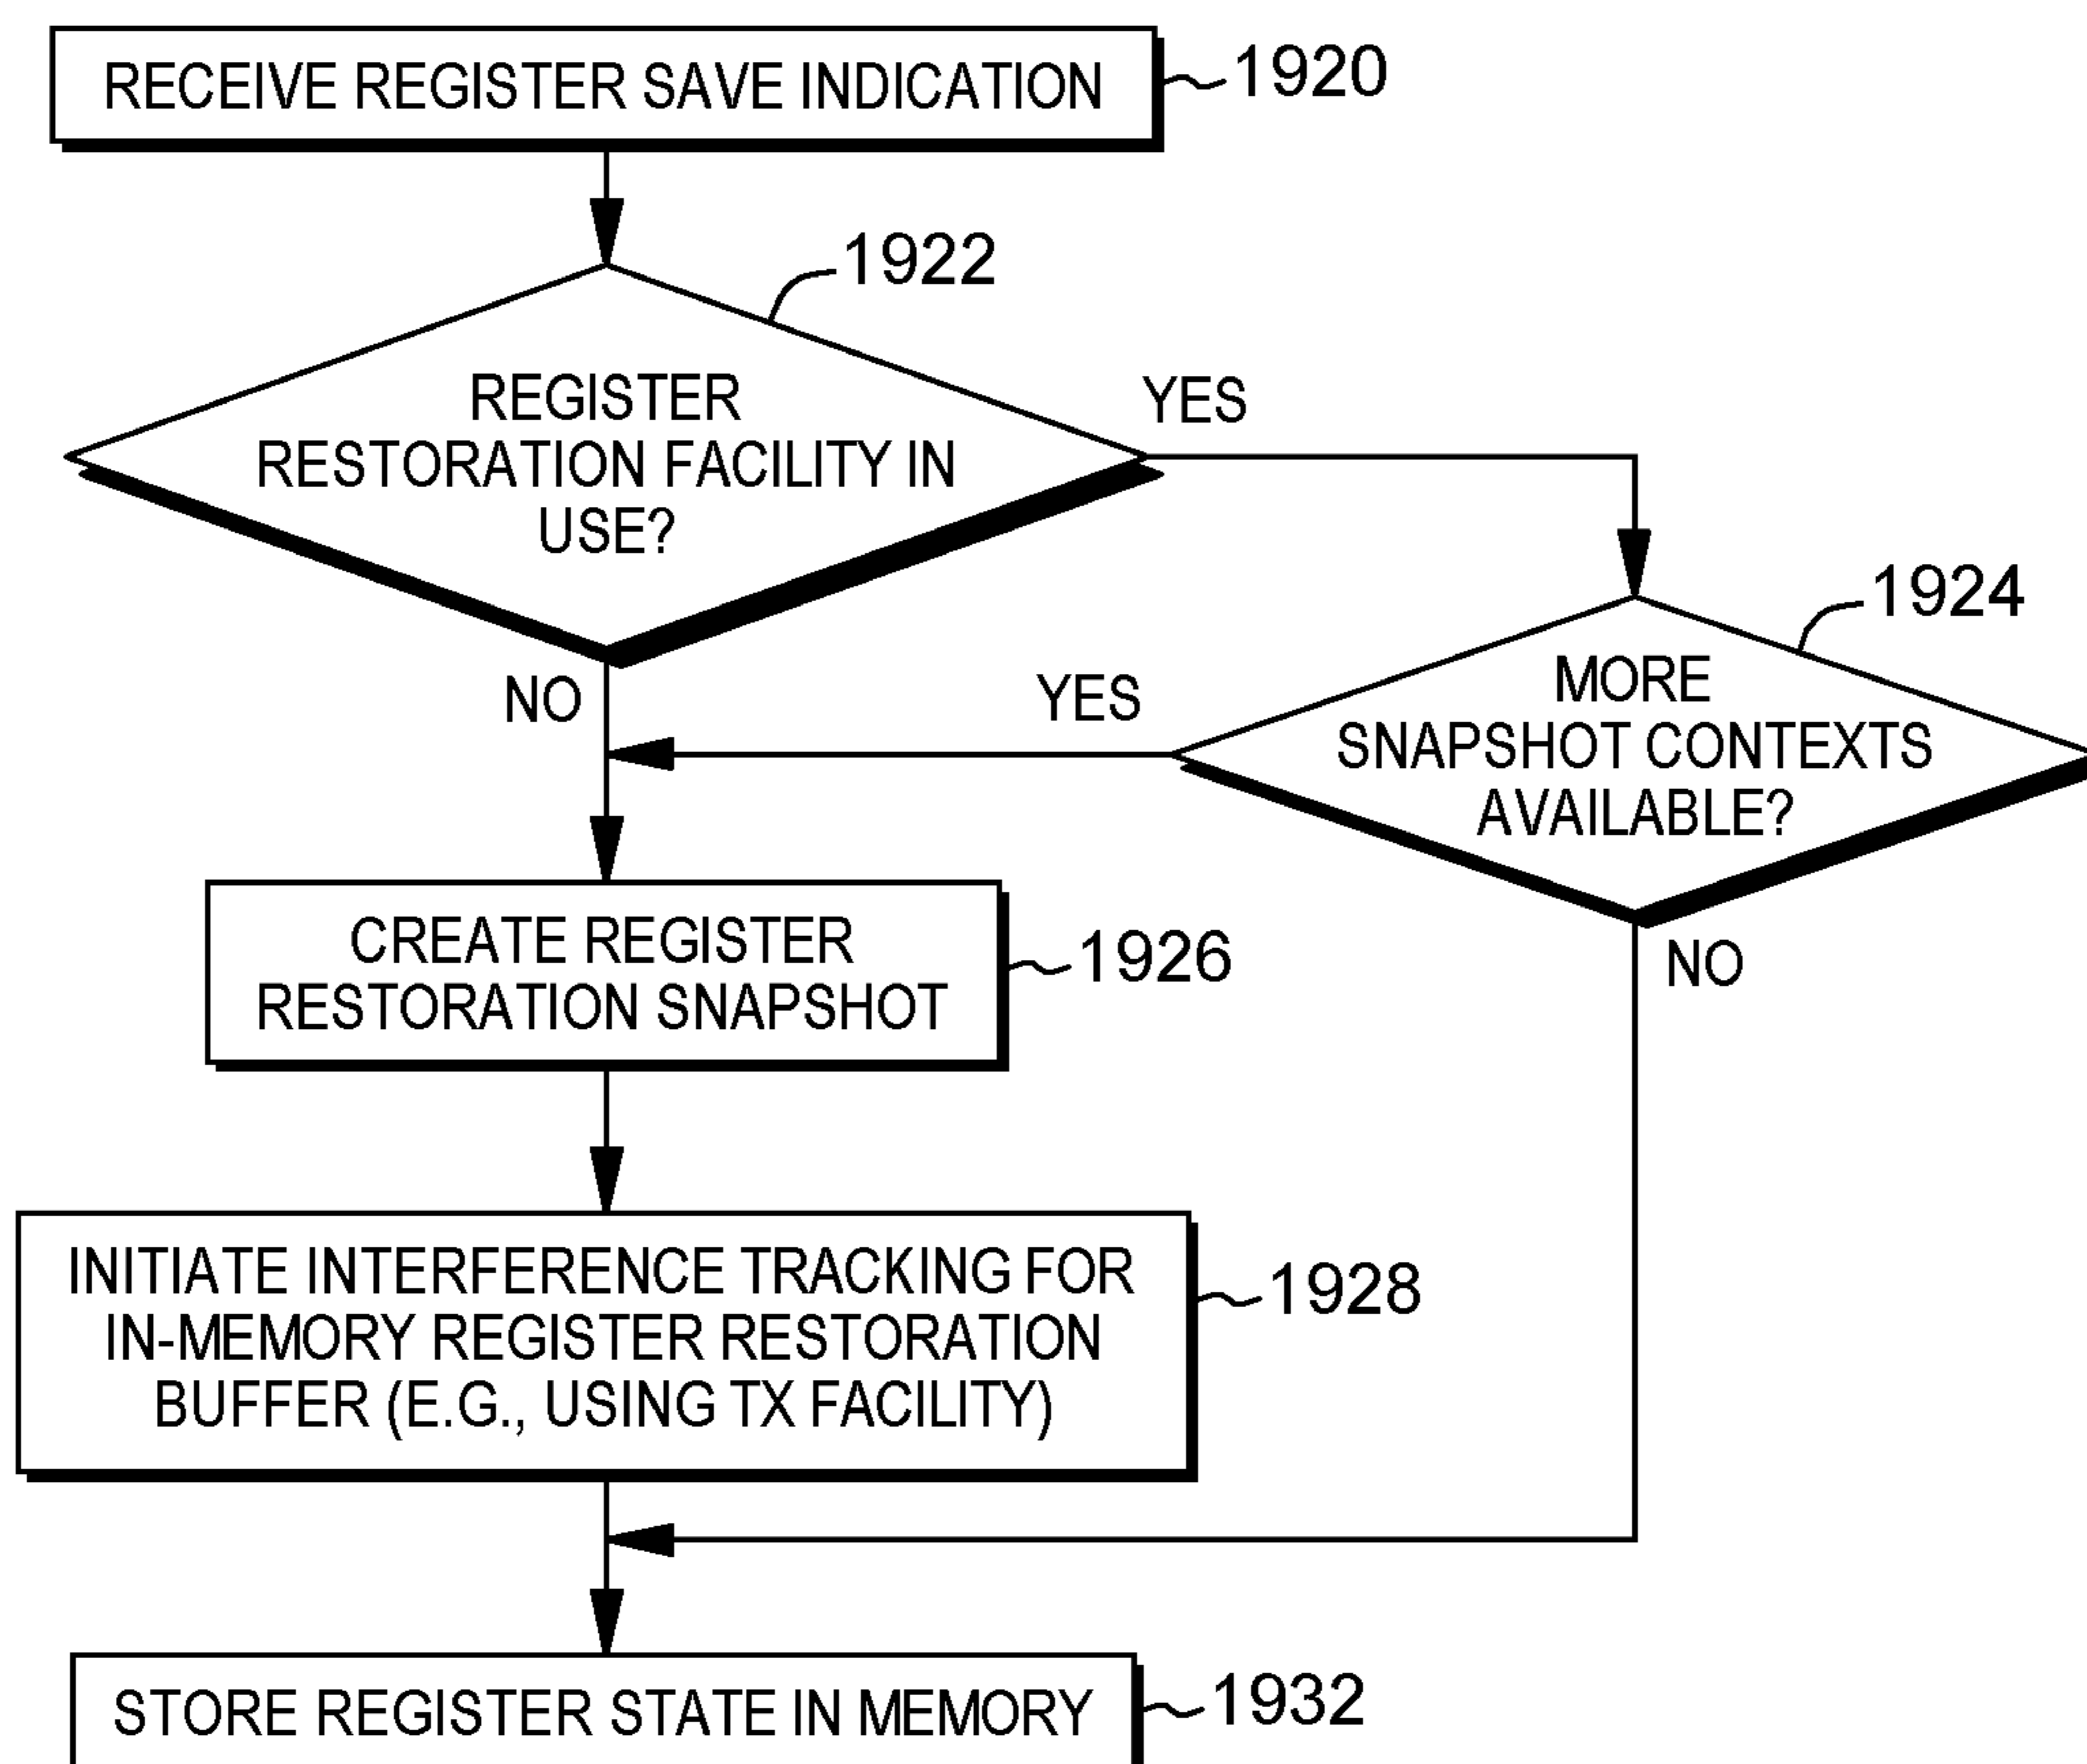 RECEIVE REGISTER SAVE INDICATION
1920
1922
REGISTER
RESTORATION FACILITY IN
USE?
YES
NO
1924
MORE
SNAPSHOT CONTEXTS
AVAILABLE?
YES
NO
CREATE REGISTER
RESTORATION SNAPSHOT
1926
INITIATE INTERFERENCE TRACKING FOR
IN-MEMORY REGISTER RESTORATION
BUFFER (E.G., USING TX FACILITY)
1928
STORE REGISTER STATE IN MEMORY
1932